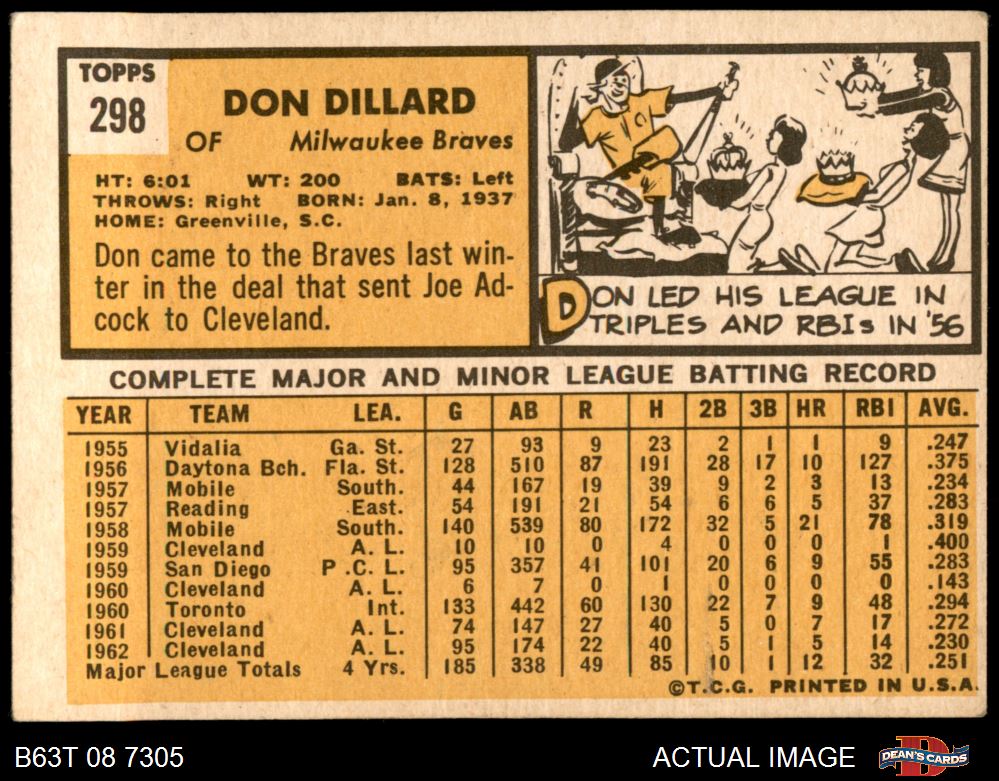 TOPPS
298
DON DILLARD
OF Milwaukee Braves
HT: 6:01 WT: 200 BATS: Left
THROWS: Right BORN: Jan. 8, 1937
HOME: Greenville, S.C.
Don came to the Braves last win-
ter in the deal that sent Joe Ad-
cock to Cleveland.
DON LED HIS LEAGUE IN
TRIPLES AND RBIs IN '56
COMPLETE MAJOR AND MINOR LEAGUE BATTING RECORD
YEAR TEAM LEA. G AB R H 2B 3B HR RBI AVG.
1955 Vidalia Ga. St. 27 93 9 23 2 1 1 9 .247
1956 Daytona Bch. Fla. St. 128 510 87 191 28 17 10 127 .375
1957 Mobile South. 44 167 19 39 9 2 3 13 .234
1957 Reading East. 54 191 21 54 6 6 5 37 .283
1958 Mobile South. 140 539 80 172 32 5 21 78 .319
1959 Cleveland A. L. 10 10 0 4 0 0 0 1 .400
1959 San Diego P .C. L. 95 357 41 101 20 6 9 55 .283
1960 Cleveland A. L. 6 7 0 1 0 0 0 0 .143
1960 Toronto Int. 133 442 60 130 22 7 9 48 .294
1961 Cleveland A. L. 74 147 27 40 5 0 7 17 .272
1962 Cleveland A. L. 95 174 22 40 5 1 5 14 .230
Major League Totals 4 Yrs. 185 338 49 85 10 1 12 32 .251
©T.C.G. PRINTED IN U.S.A.
B63T 08 7305 ACTUAL IMAGE DEAN'S CARDS